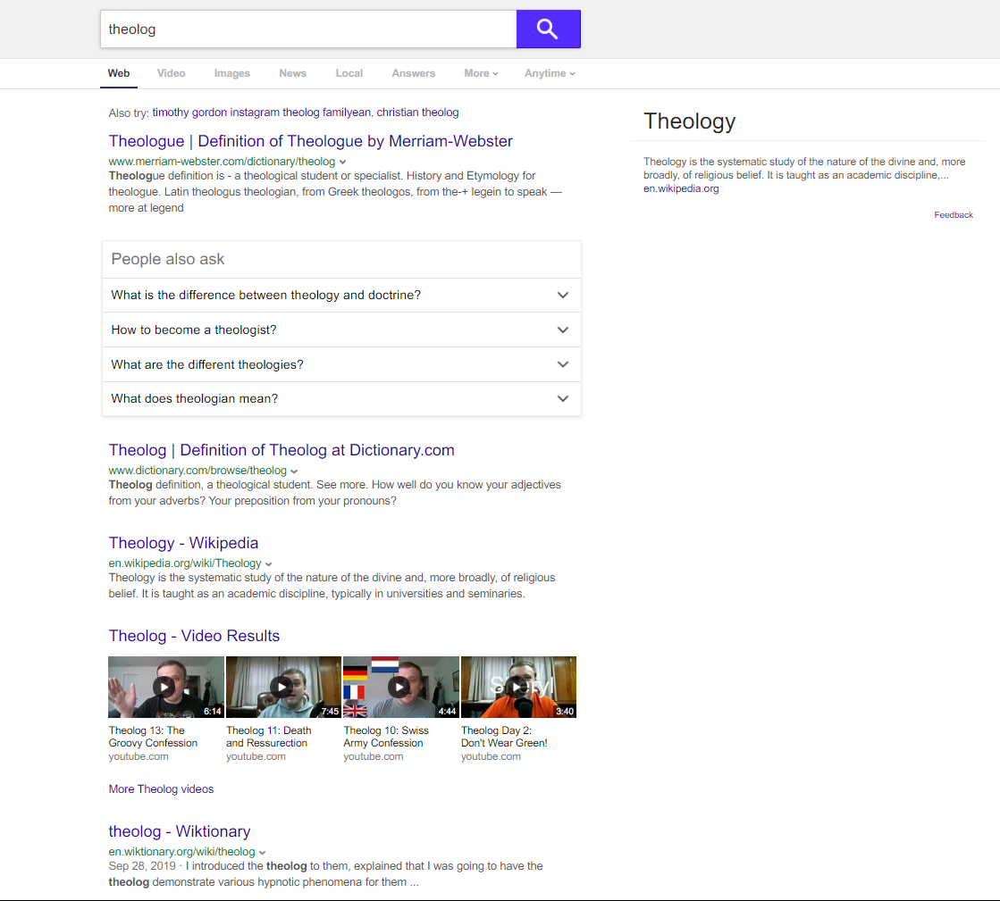 theolog
Web Video Images News Local Answers More Anytime
Also try: timothy gordon instagram theolog familyean, christian theolog
Theologue | Definition of Theologue by Merriam-Webster
www.merriam-webster.com/dictionary/theolog
Theologue definition is - a theological student or specialist. History and Etymology for
theologue. Latin theologus theologian, from Greek theologos, from the-+ legein to speak —
more at legend
People also ask
What is the difference between theology and doctrine?
How to become a theologist?
What are the different theologies?
What does theologian mean?
Theolog | Definition of Theolog at Dictionary.com
www.dictionary.com/browse/theolog
Theolog definition, a theological student. See more. How well do you know your adjectives
from your adverbs? Your preposition from your pronouns?
Theology - Wikipedia
en.wikipedia.org/wiki/Theology
Theology is the systematic study of the nature of the divine and, more broadly, of religious
belief. It is taught as an academic discipline, typically in universities and seminaries.
Theolog - Video Results
6:14
7:45
4:44
3:40
Theolog 13: The
Groovy Confession
youtube.com
Theolog 11: Death
and Ressurection
youtube.com
Theolog 10: Swiss
Army Confession
youtube.com
Theolog Day 2:
Don't Wear Green!
youtube.com
More Theolog videos
theolog - Wiktionary
en.wiktionary.org/wiki/theolog
Sep 28, 2019 · I introduced the theolog to them, explained that I was going to have the
theolog demonstrate various hypnotic phenomena for them ...
Theology
Theology is the systematic study of the nature of the divine and, more
broadly, of religious belief. It is taught as an academic discipline,...
en.wikipedia.org
Feedback